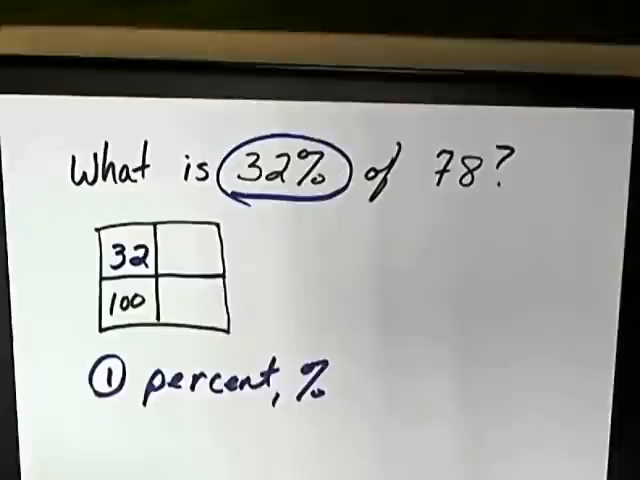 What is 32% of 78?
32
100
① percent, %